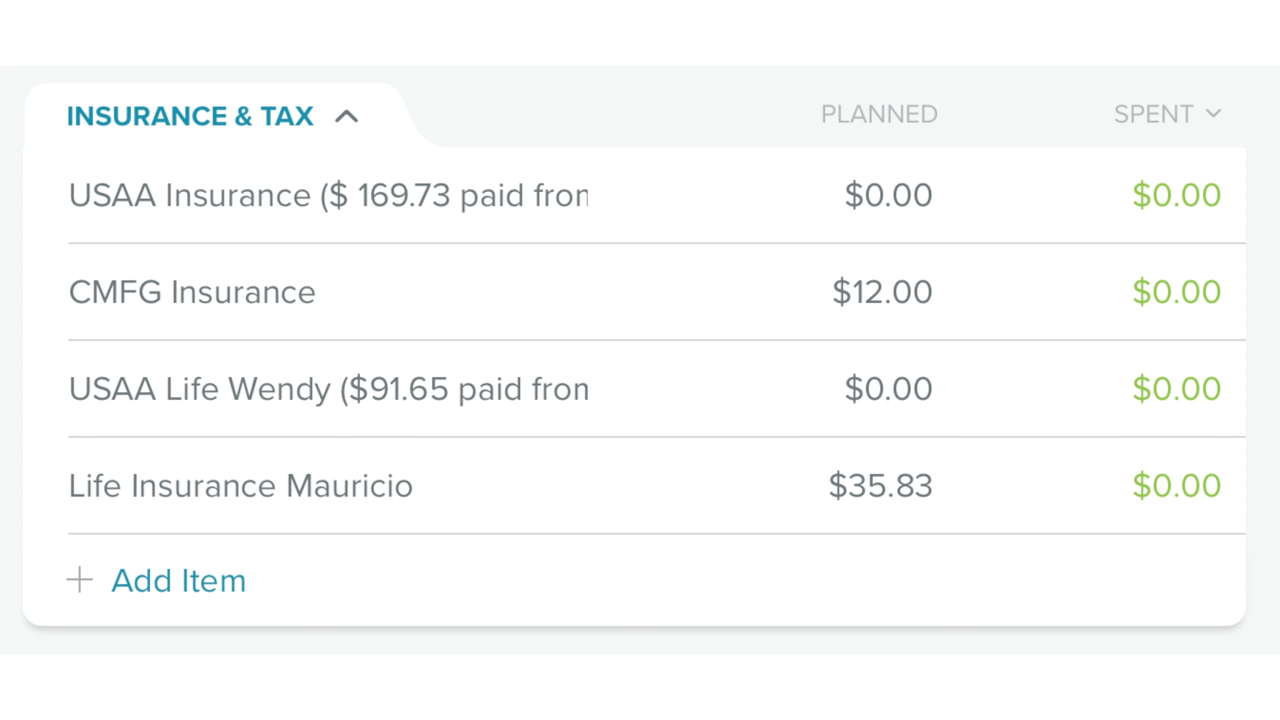 INSURANCE & TAX PLANNED SPENT
USAA Insurance ($ 169.73 paid fron $0.00 $0.00
CMFG Insurance $12.00 $0.00
USAA Life Wendy ($91.65 paid fron $0.00 $0.00
Life Insurance Mauricio $35.83 $0.00
+ Add Item